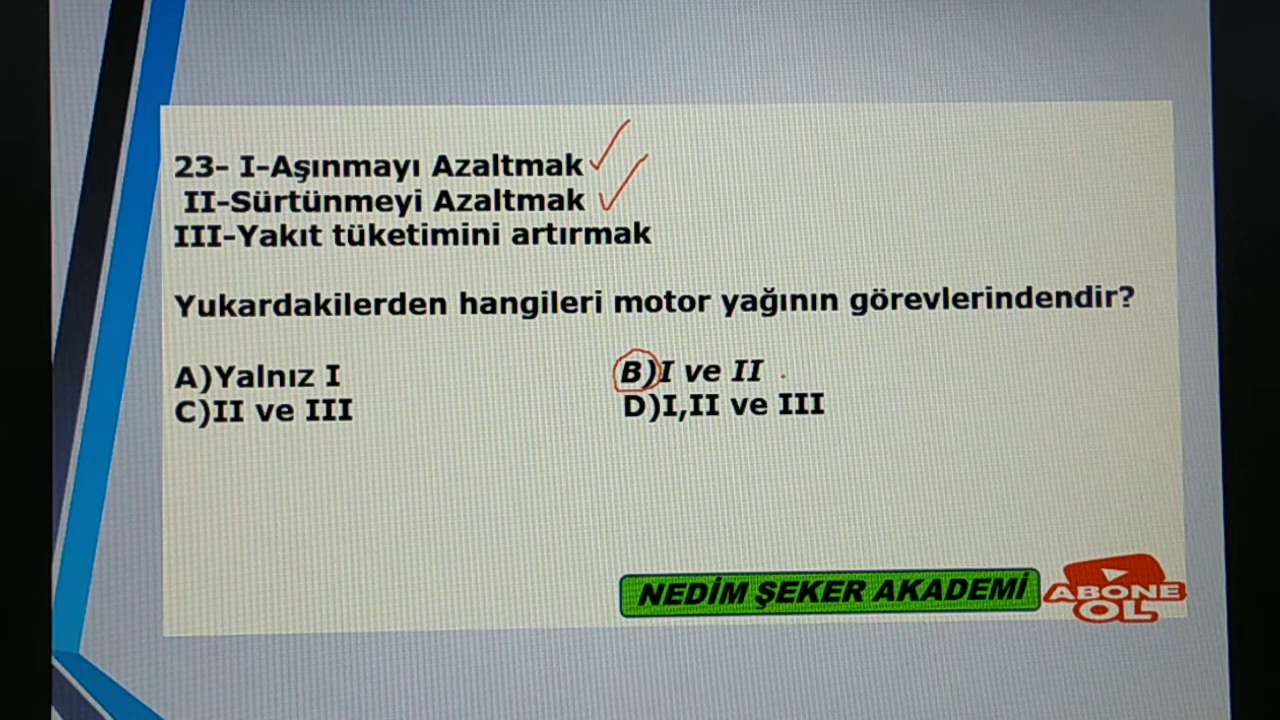 23- I-Aşınmayı Azaltmak
II-Sürtünmeyi Azaltmak
III-Yakıt tüketimini artırmak
Yukardakilerden hangileri motor yağının görevlerindendir?
A)Yalnız I
B)I ve II
C)II ve III
D)I,II ve III
NEDİM ŞEKER AKADEMİ
ABONE
OL